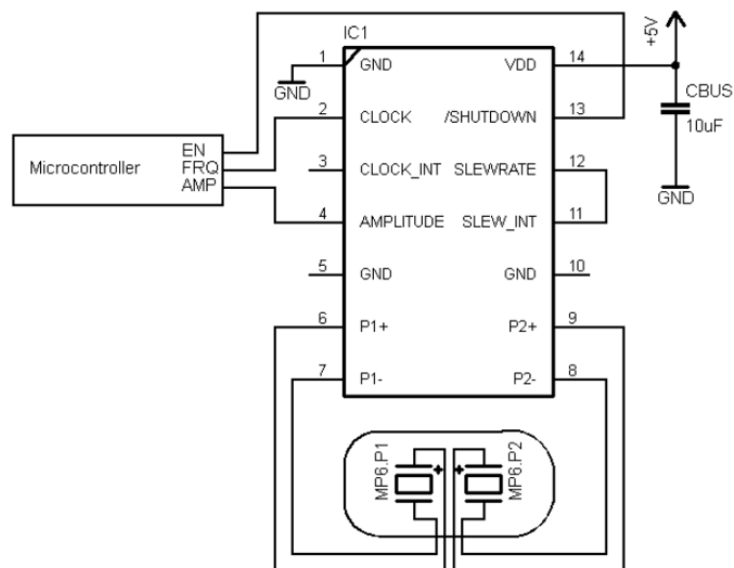 IC1
+5V
1 GND VDD 14
GND
CBUS
10uF
GND
2 CLOCK /SHUTDOWN 13
Microcontroller
EN
FRQ
AMP
3 CLOCK_INT SLEWRATE 12
4 AMPLITUDE SLEW_INT 11
5 GND GND 10
6 P1+ P2+ 9
7 P1- P2- 8
MP6.P1
+ +
MP6.P2